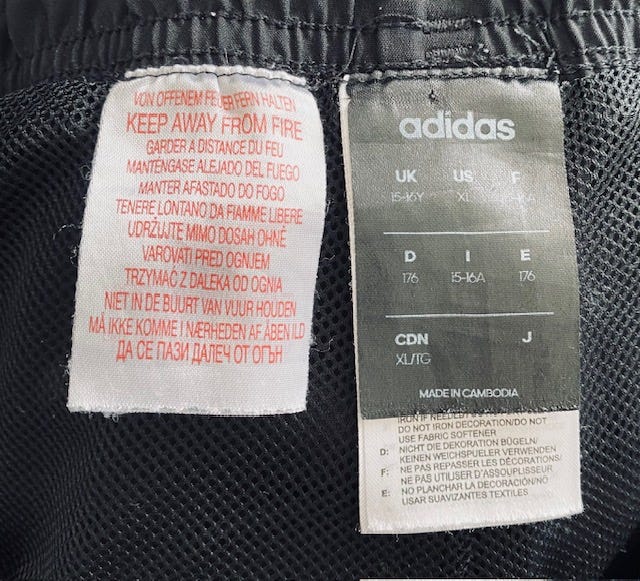 VON OFFENEM FEUER FERN HALTEN
KEEP AWAY FROM FIRE
GARDER A DISTANCE DU FEU
MANTÉNGASE ALEJADO DEL FUEGO
MANTER AFASTADO DO FOGO
TENERE LONTANO DA FIAMME LIBERE
UDRŽUJTE MIMO DOSAH OHNĚ
VAROVATI PRED OGNJEM
TRZYMAĆ Z DALEKA OD OGNIA
NIET IN DE BUURT VAN VUUR HOUDEN
MÅ IKKE KOMME I NÆRHEDEN AF ÅBEN ILD
ДА СЕ ПАЗИ ДАЛЕЧ ОТ ОГЪН
adidas
UK US F
15-16Y XL
D I E
176 15-16A 176
CDN J
XL/TG
MADE IN CAMBODIA
IRON IF NEEDED
DO NOT IRON DECORATION/DO NOT
USE FABRIC SOFTENER
D: NICHT DIE DEKORATION BÜGELN/
KEINEN WEICHSPUELER VERWENDEN
F: NE PAS REPASSER LES DÉCORATIONS/
NE PAS UTILISER D'ASSOUPLISSEUR
E: NO PLANCHAR LA DECORACIÓN/NO
USAR SUAVIZANTES TEXTILES